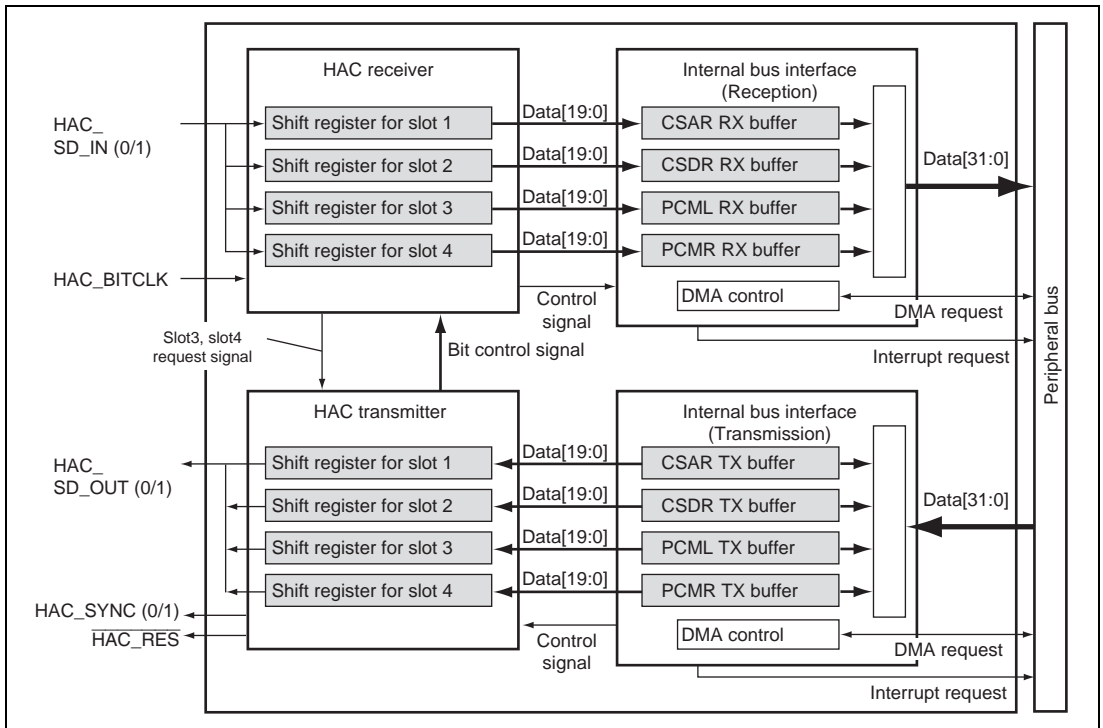 HAC receiver
Internal bus interface
(Reception)
HAC_
SD_IN (0/1)
Shift register for slot 1
Data[19:0]
CSAR RX buffer
Shift register for slot 2
Data[19:0]
CSDR RX buffer
Data[31:0]
Shift register for slot 3
Data[19:0]
PCML RX buffer
Shift register for slot 4
Data[19:0]
PCMR RX buffer
HAC_BITCLK
Control
signal
DMA control
DMA request
Slot3, slot4
request signal
Bit control signal
Interrupt request
Peripheral bus
HAC transmitter
Internal bus interface
(Transmission)
HAC_
SD_OUT (0/1)
Shift register for slot 1
Data[19:0]
CSAR TX buffer
Shift register for slot 2
Data[19:0]
CSDR TX buffer
Data[31:0]
Shift register for slot 3
Data[19:0]
PCML TX buffer
Shift register for slot 4
Data[19:0]
PCMR TX buffer
HAC_SYNC (0/1)
HAC_RES
Control
signal
DMA control
DMA request
Interrupt request